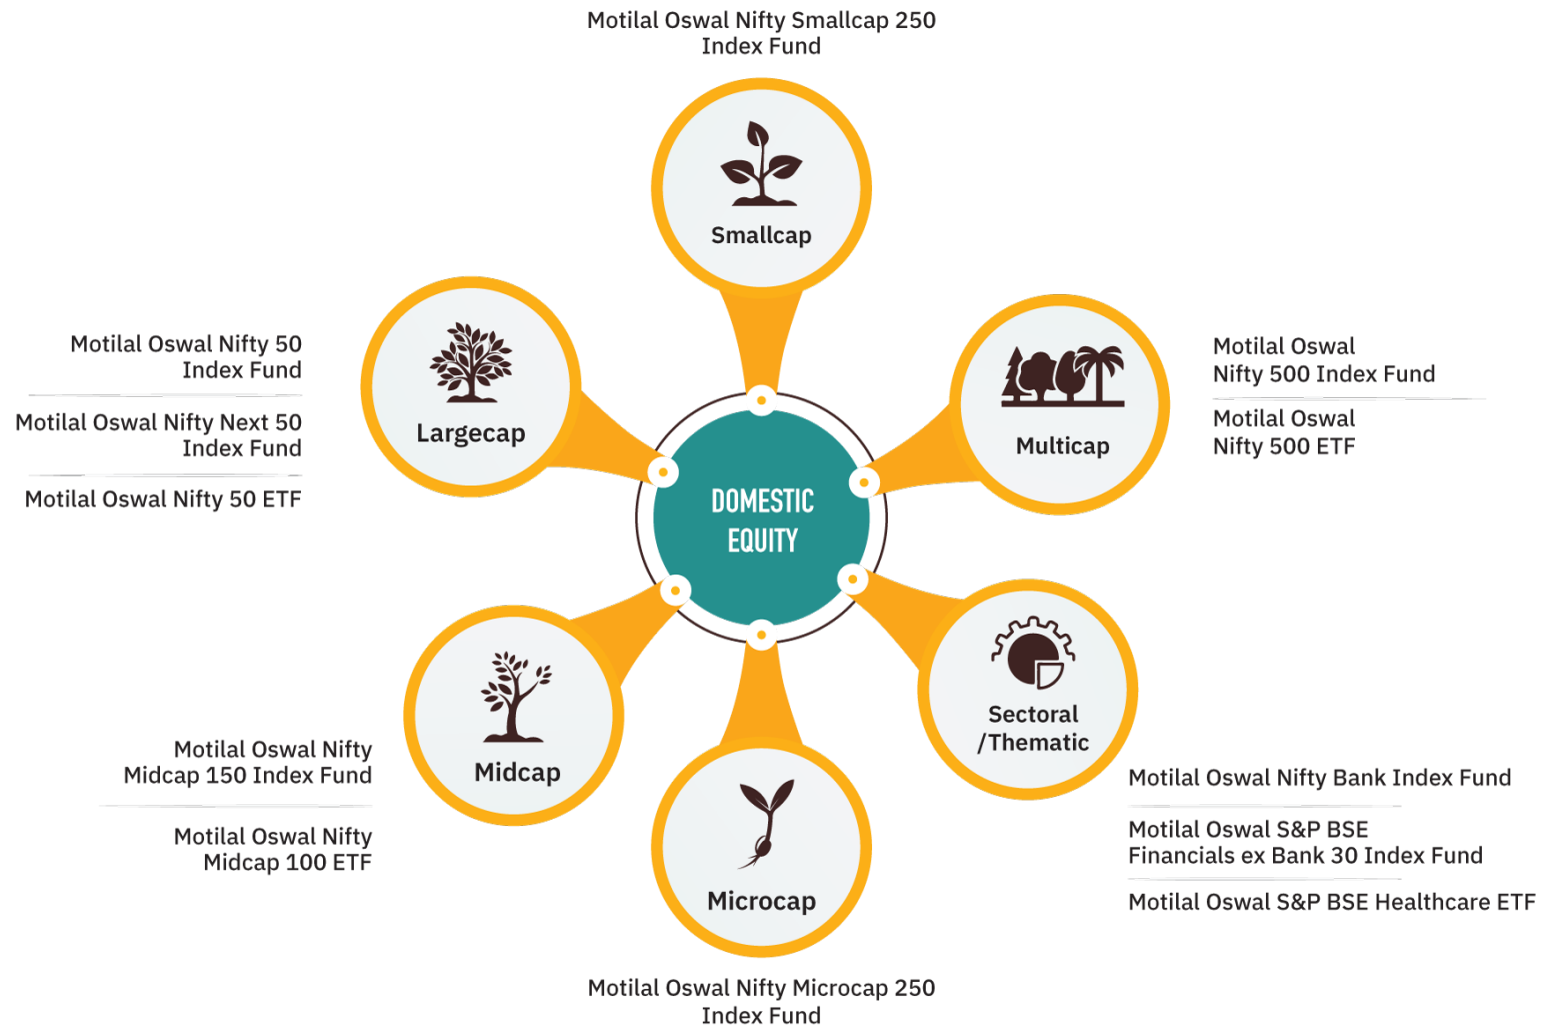 Motilal Oswal Nifty Smallcap 250
Index Fund
Smallcap
Motilal Oswal Nifty 50
Index Fund
Motilal Oswal Nifty Next 50
Index Fund
Motilal Oswal Nifty 50 ETF
Largecap
Multicap
Motilal Oswal
Nifty 500 Index Fund
Motilal Oswal
Nifty 500 ETF
DOMESTIC
EQUITY
Motilal Oswal Nifty
Midcap 150 Index Fund
Motilal Oswal Nifty
Midcap 100 ETF
Midcap
Sectoral
/Thematic
Motilal Oswal Nifty Bank Index Fund
Motilal Oswal S&P BSE
Financials ex Bank 30 Index Fund
Motilal Oswal S&P BSE Healthcare ETF
Microcap
Motilal Oswal Nifty Microcap 250
Index Fund